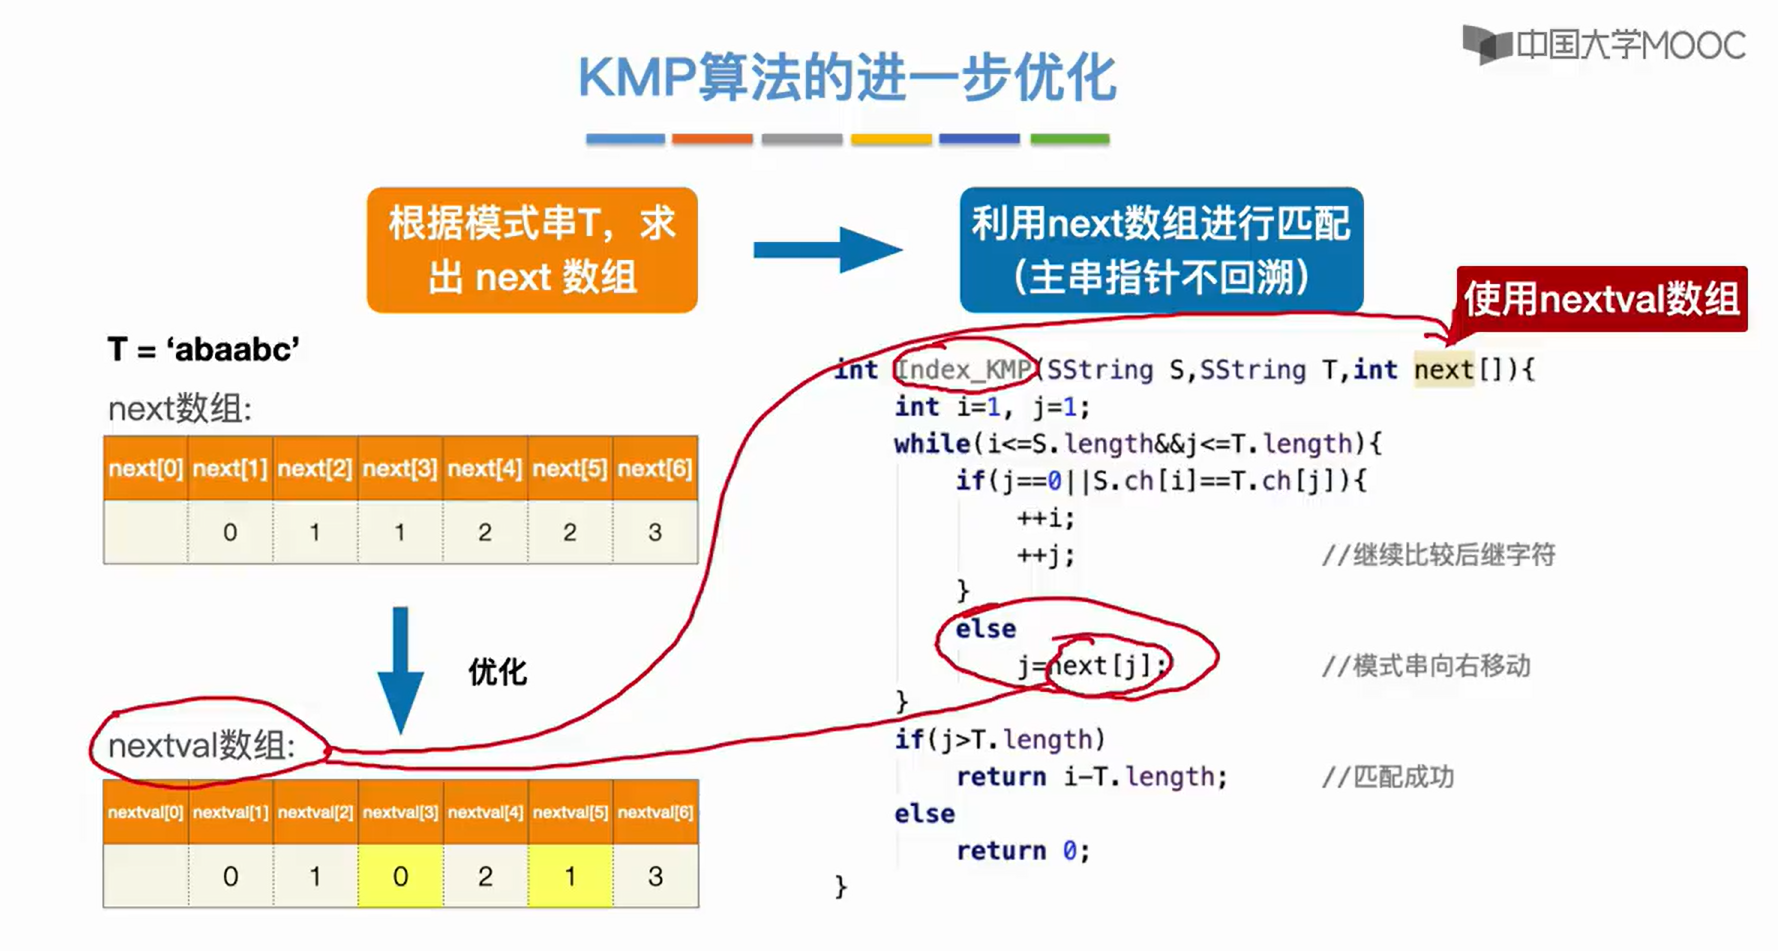 中国大学MOOC
KMP算法的进一步优化
根据模式串T，求
出 next 数组
利用next数组进行匹配
（主串指针不回溯）
使用nextval数组
T = ‘abaabc’
next数组:
next[0] next[1] next[2] next[3] next[4] next[5] next[6]
0 1 1 2 2 3
优化
nextval数组:
nextval[0] nextval[1] nextval[2] nextval[3] nextval[4] nextval[5] nextval[6]
0 1 0 2 1 3
int Index_KMP(SString S,SString T,int next[]){
int i=1, j=1;
while(i<=S.length&&j<=T.length){
if(j==0||S.ch[i]==T.ch[j]){
++i;
++j; //继续比较后继字符
}
else
j=next[j]; //模式串向右移动
}
if(j>T.length)
return i-T.length; //匹配成功
else
return 0;
}